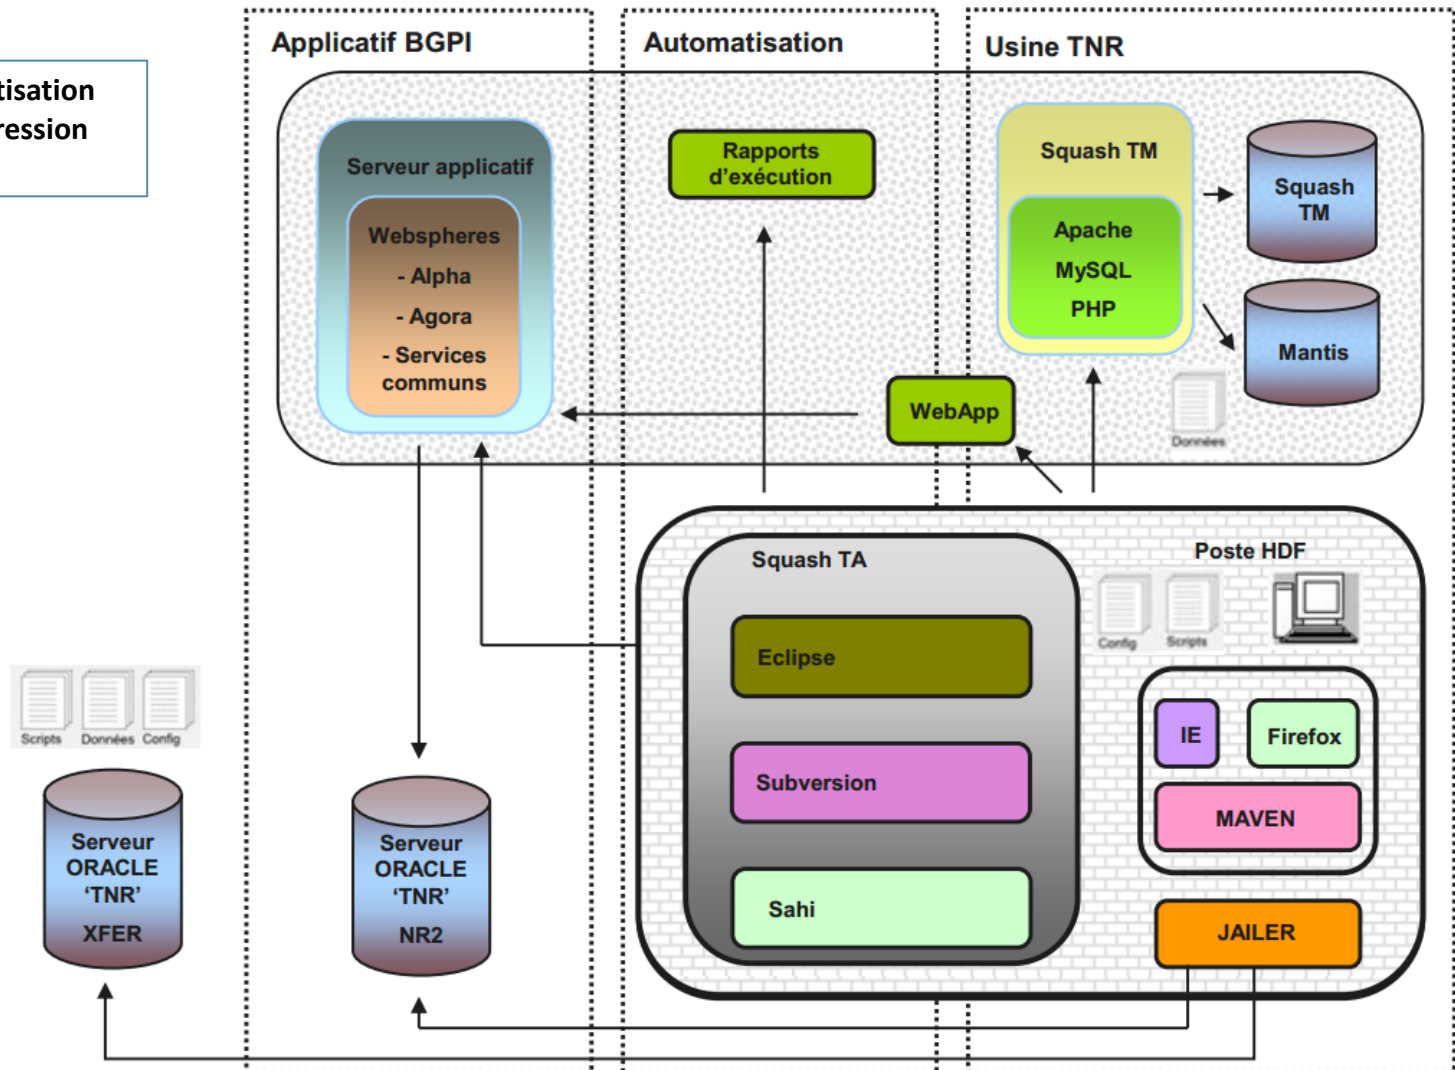 tisation
ression
Applicatif BGPI
Automatisation
Usine TNR
Serveur applicatif
Webspheres
- Alpha
- Agora
- Services
communs
Rapports
d'exécution
Squash TM
Apache
MySQL
PHP
Squash
TM
Mantis
WebApp
Données
Squash TA
Eclipse
Subversion
Sahi
Poste HDF
Config
Scripts
IE
Firefox
MAVEN
JAILER
Scripts
Données
Config
Serveur
ORACLE
‘TNR’
XFER
Serveur
ORACLE
‘TNR’
NR2